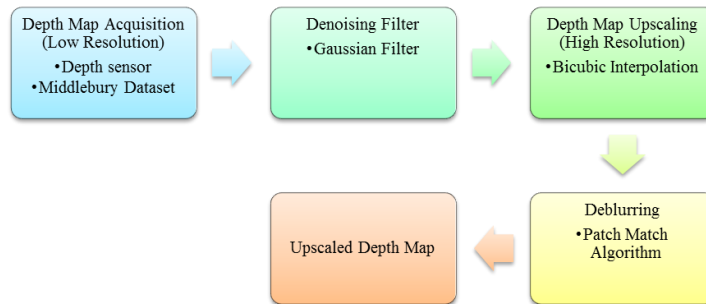 Depth Map Acquisition
(Low Resolution)
•Depth sensor
•Middlebury Dataset
Denoising Filter
•Gaussian Filter
Depth Map Upscaling
(High Resolution)
•Bicubic Interpolation
Deblurring
•Patch Match
Algorithm
Upscaled Depth Map